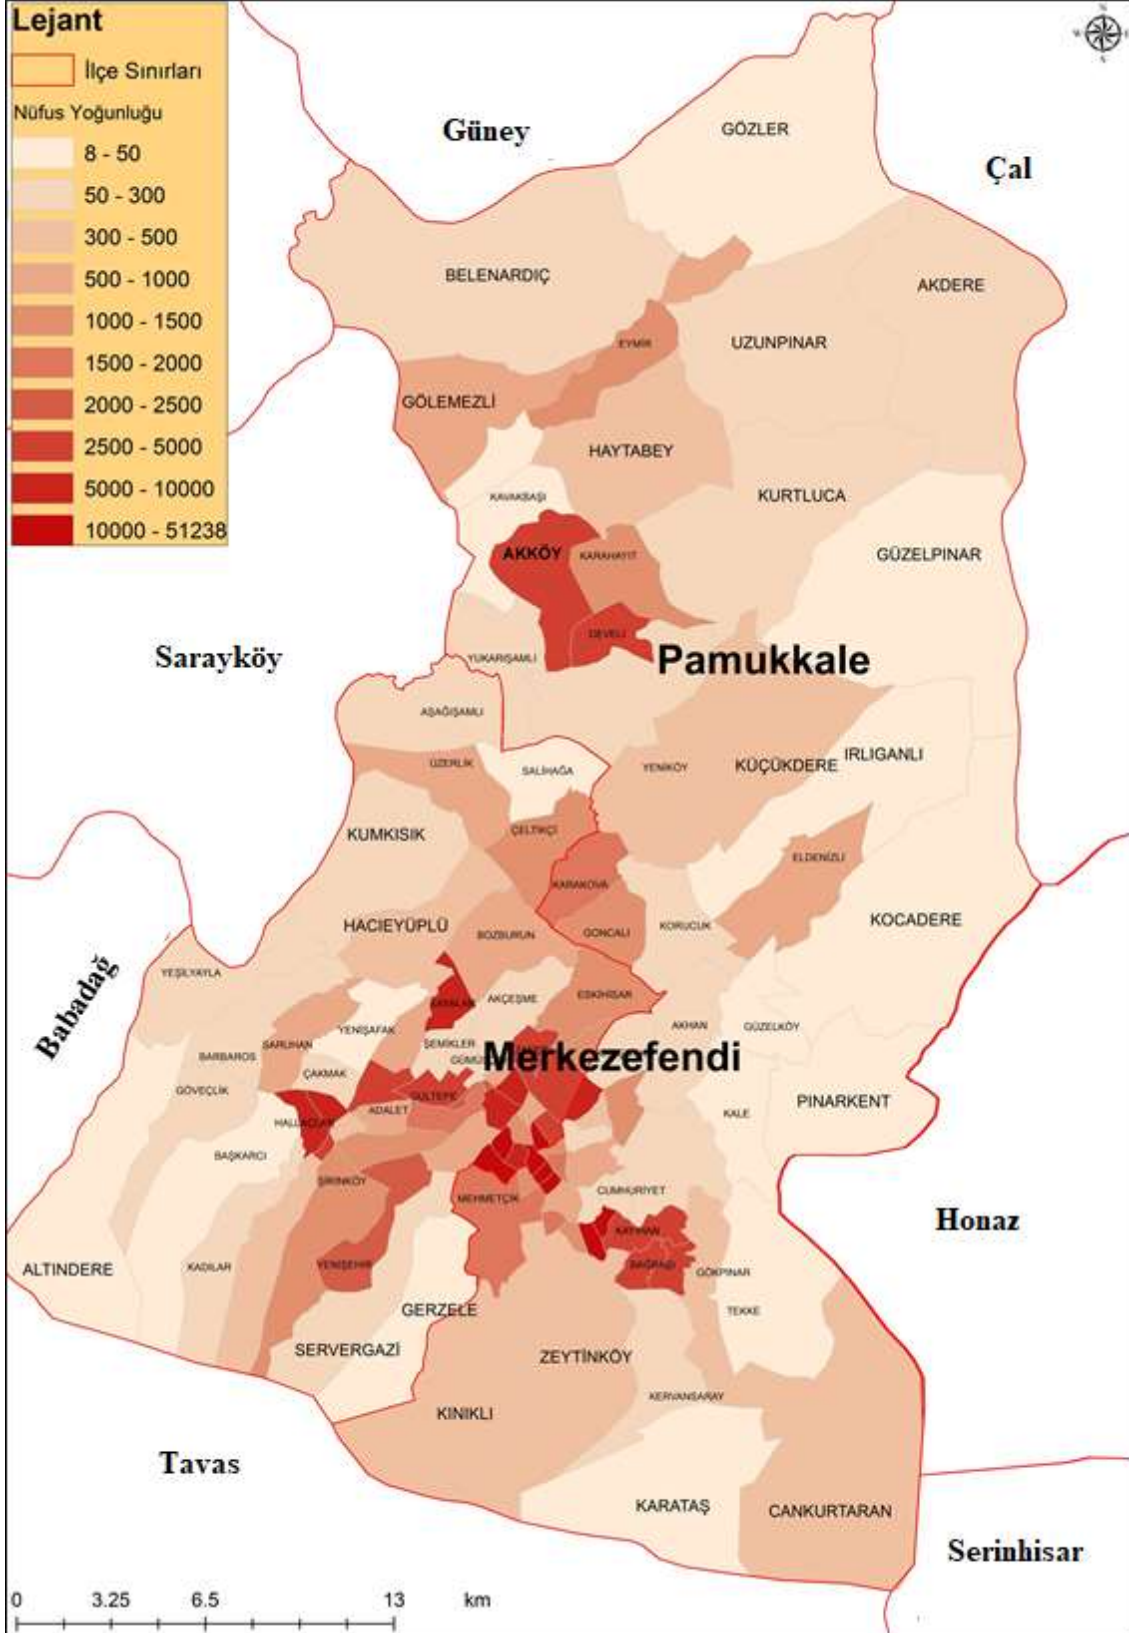 Lejant
İlçe Sınırları
Nüfus Yoğunluğu
8 - 50
50 - 300
300 - 500
500 - 1000
1000 - 1500
1500 - 2000
2000 - 2500
2500 - 5000
5000 - 10000
10000 - 51238
Güney
GÖZLER
Çal
BELENARDIÇ
AKDERE
EYMİR
UZUNPINAR
GÖLEMEZLİ
HAYTABEY
KAVAKBAŞI
KURTLUCA
AKKÖY
KARAHAYIT
GÜZELPINAR
DEVELİ
Sarayköy
YUKARIŞAMLI
Pamukkale
AŞAĞIŞAMLI
ÜZERLİK
SALİHAĞA
YENİKÖY
KÜÇÜKDERE
IRLIGANLI
KUMKISIK
ÇELTİKÇİ
ELDENİZLİ
KARAKOVA
HACIEYÜPLÜ
BOZBURUN
GONCALI
KORUCUK
KOCADERE
Babadağ
YEŞİLYAYLA
AKÇEŞME
ESKİHİSAR
YENİŞAFAK
AKHAN
GÜZELKÖY
SARUHAN
ŞEMİKLER
BARBAROS
Merkezefendi
ÇAKMAK
GÖVEÇLİK
GÜLTEPE
ADALET
KALE
PINARKENT
HALLAÇLAR
BAŞKARCI
ŞİRİNKÖY
MEHMETÇİK
CUMHURİYET
Honaz
KAYIHAN
ALTINDERE
KADILAR
YENİŞEHİR
BAĞBAŞI
GÖKPINAR
GERZELE
TEKKE
SERVERGAZİ
ZEYTİNKÖY
KERVANSARAY
KINIKLI
Tavas
KARATAŞ
CANKURTARAN
Serinhisar
0 3.25 6.5 13 km